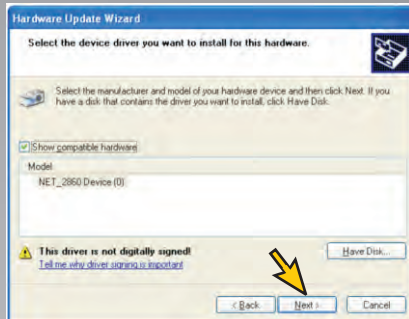 Hardware Update Wizard
Select the device driver you want to install for this hardware.
Select the manufacturer and model of your hardware device and then click Next. If you
have a disk that contains the driver you want to install, click Have Disk.
Show compatible hardware
Model
NET_2860 Device (0)
This driver is not digitally signed!
Tell me why driver signing is important
Have Disk...
< Back
Next >
Cancel